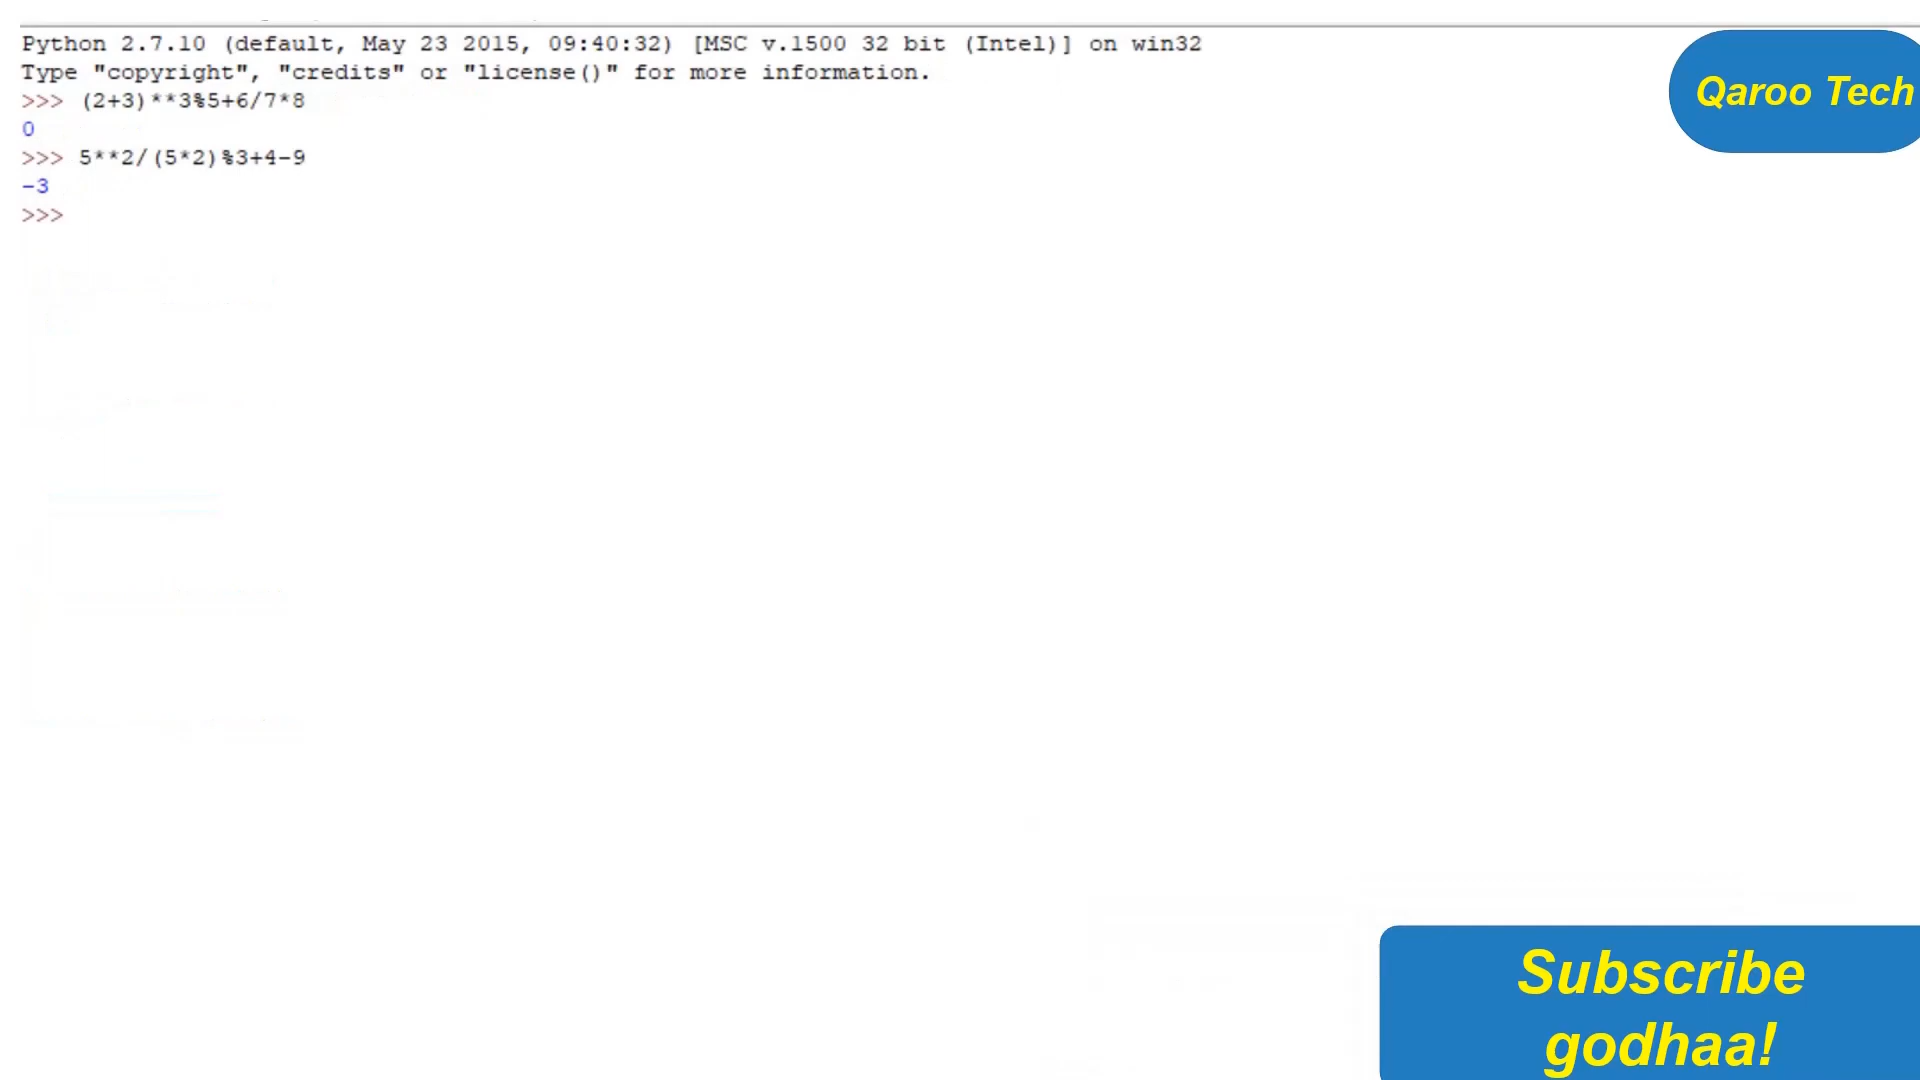 Python 2.7.10 (default, May 23 2015, 09:40:32) [MSC v.1500 32 bit (Intel)] on win32
Type "copyright", "credits" or "license()" for more information.
>>> (2+3)**3%5+6/7*8
0
>>> 5**2/(5*2)%3+4-9
-3
>>>
Qaroo Tech
Subscribe
godhaa!